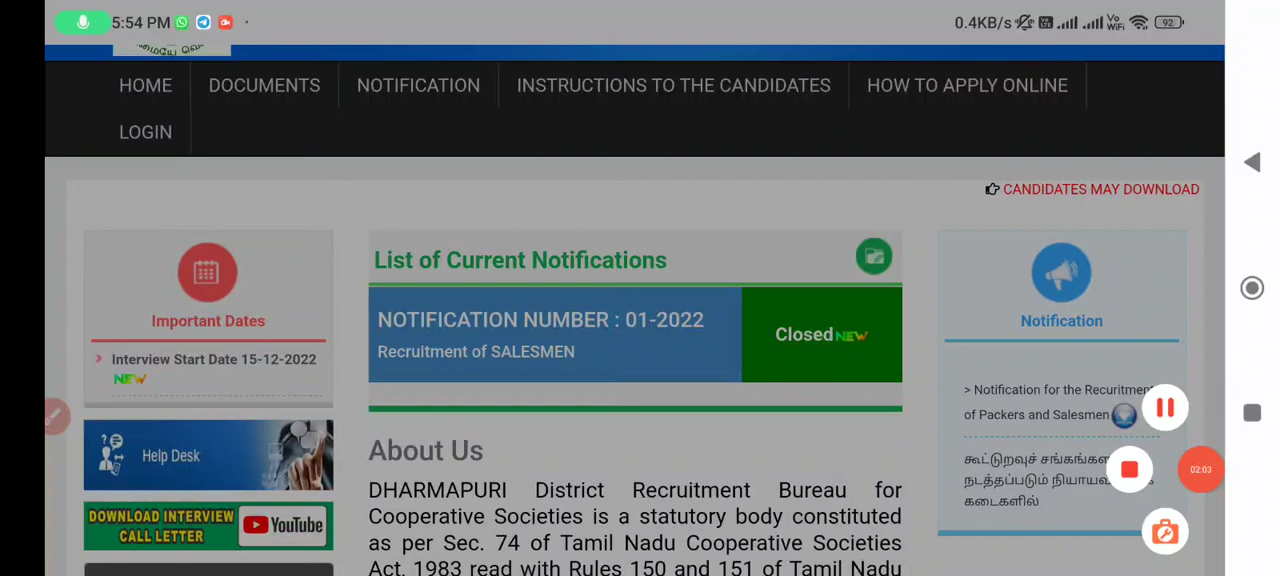 5:54 PM
0.4KB/s Vo WiFi 92
HOME DOCUMENTS NOTIFICATION INSTRUCTIONS TO THE CANDIDATES HOW TO APPLY ONLINE
LOGIN
CANDIDATES MAY DOWNLOAD
Important Dates
Interview Start Date 15-12-2022
NEW
Help Desk
DOWNLOAD INTERVIEW
CALL LETTER
YouTube
List of Current Notifications
NOTIFICATION NUMBER : 01-2022
Recruitment of SALESMEN
Closed NEW
About Us
DHARMAPURI District Recruitment Bureau for
Cooperative Societies is a statutory body constituted
as per Sec. 74 of Tamil Nadu Cooperative Societies
Act, 1983 read with Rules 150 and 151 of Tamil Nadu
Notification
> Notification for the Recuritment
of Packers and Salesmen
கூட்டுறவுச்
நடத்தப்படும்
கடைகளில்
02:03